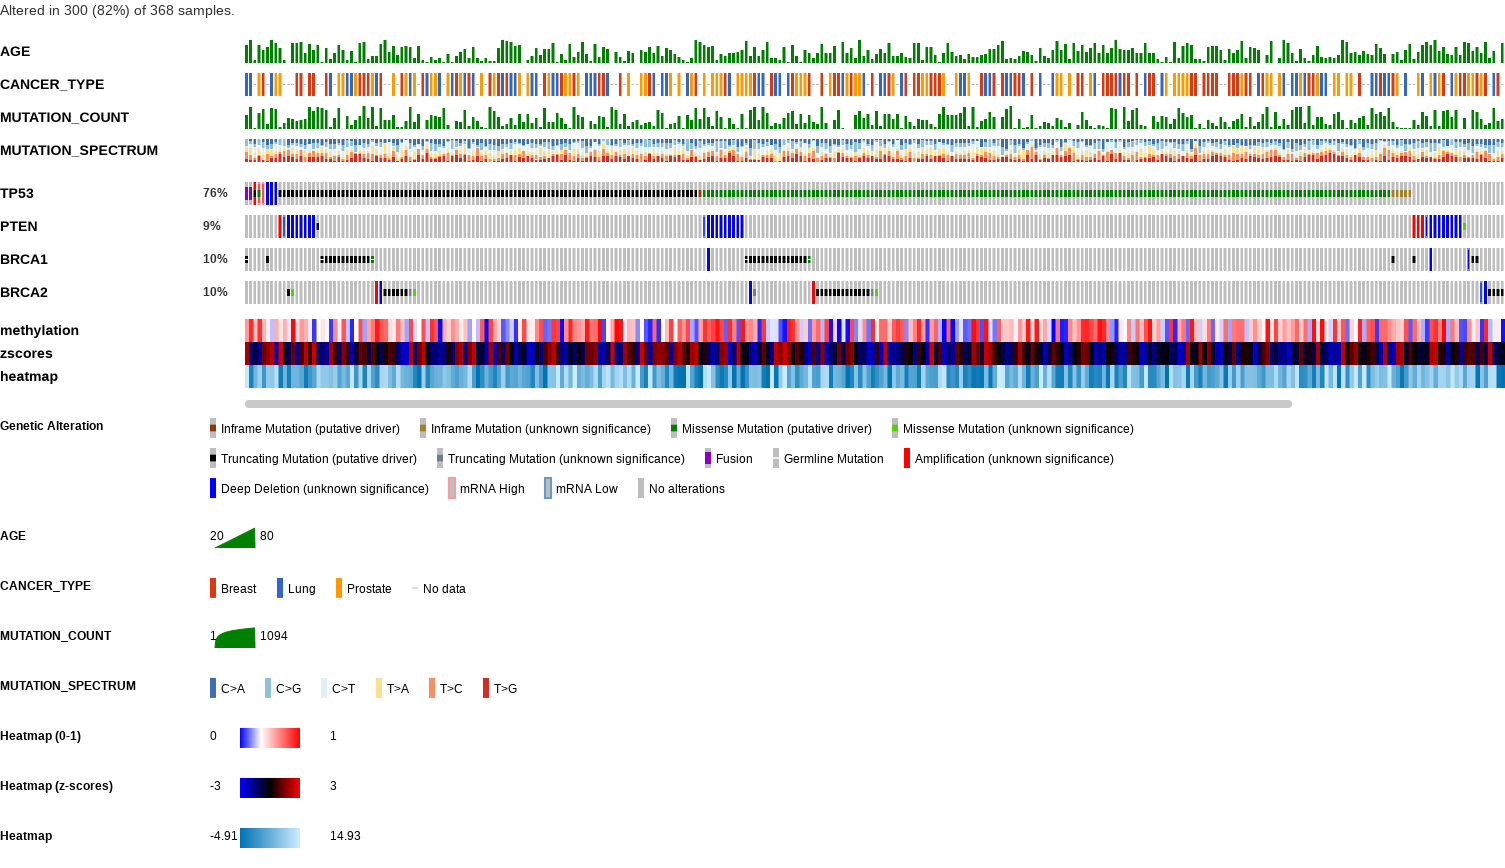 Altered in 300 (82%) of 368 samples.
AGE
CANCER_TYPE
MUTATION_COUNT
MUTATION_SPECTRUM
TP53 76%
PTEN 9%
BRCA1 10%
BRCA2 10%
methylation
zscores
heatmap
Genetic Alteration Inframe Mutation (putative driver) Inframe Mutation (unknown significance) Missense Mutation (putative driver) Missense Mutation (unknown significance)
Truncating Mutation (putative driver) Truncating Mutation (unknown significance) Fusion Germline Mutation Amplification (unknown significance)
Deep Deletion (unknown significance) mRNA High mRNA Low No alterations
AGE 20 80
CANCER_TYPE Breast Lung Prostate No data
MUTATION_COUNT 1 1094
MUTATION_SPECTRUM C>A C>G C>T T>A T>C T>G
Heatmap (0-1) 0 1
Heatmap (z-scores) -3 3
Heatmap -4.91 14.93